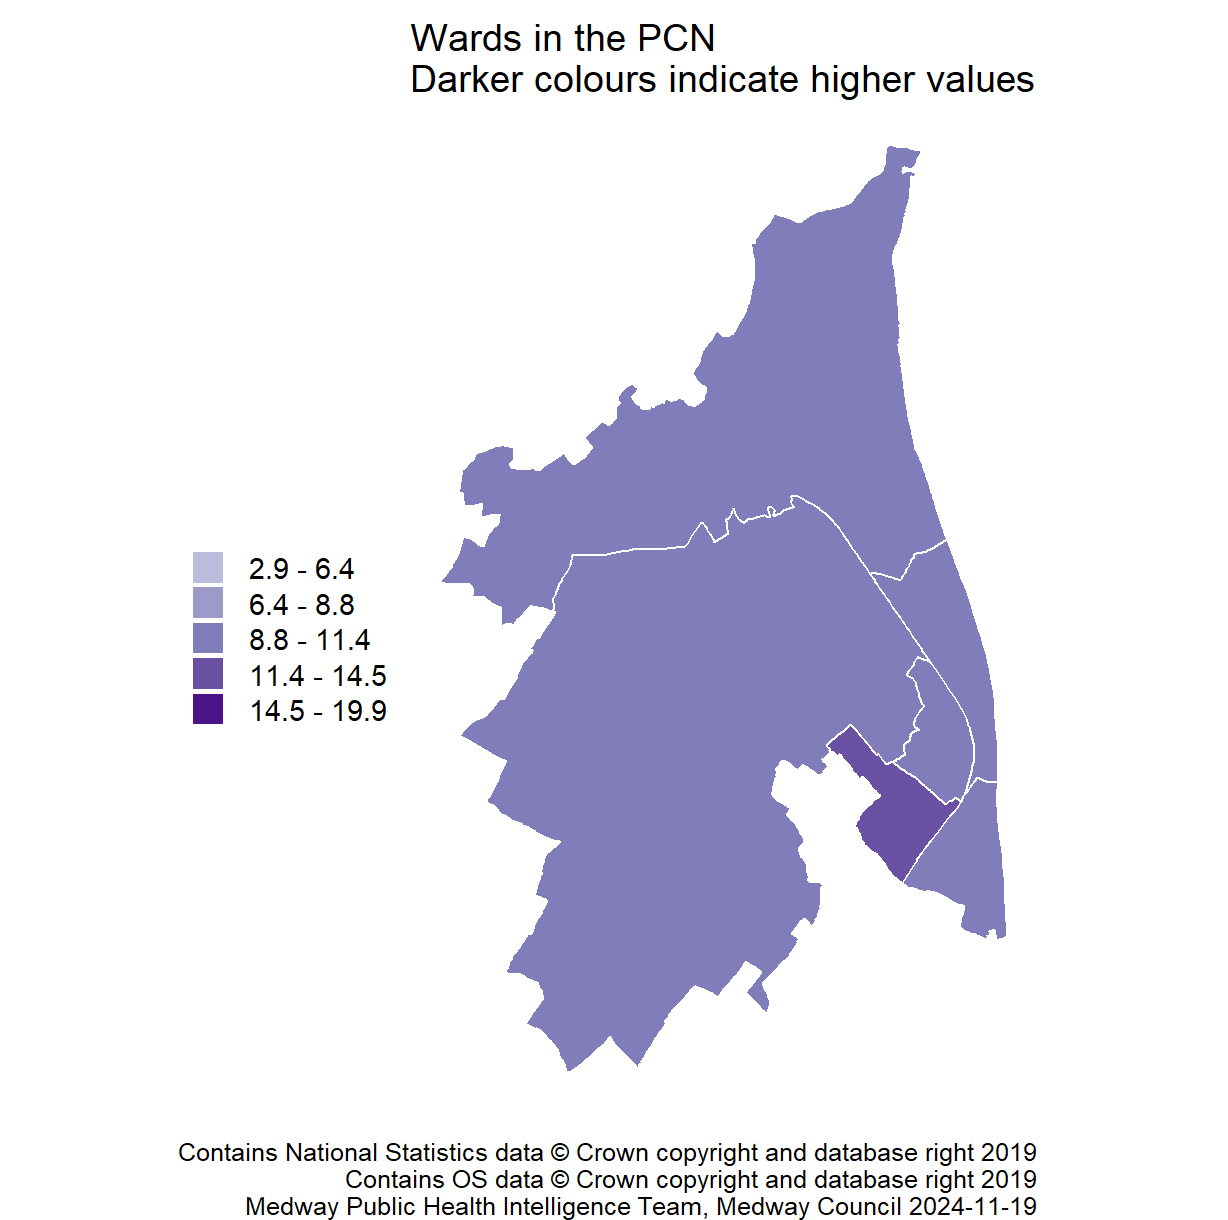 Wards in the PCN
Darker colours indicate higher values
2.9 - 6.4
6.4 - 8.8
8.8 - 11.4
11.4 - 14.5
14.5 - 19.9
Contains National Statistics data © Crown copyright and database right 2019
Contains OS data © Crown copyright and database right 2019
Medway Public Health Intelligence Team, Medway Council 2024-11-19